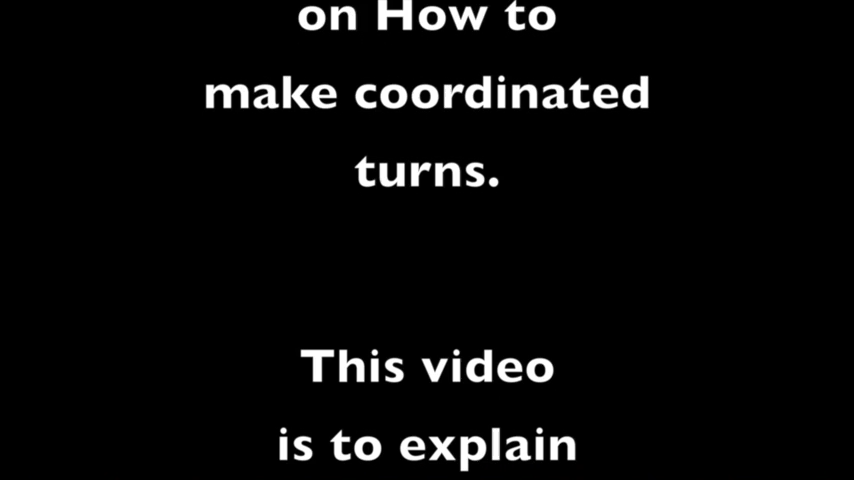 on How to
make coordinated
turns.
This video
is to explain